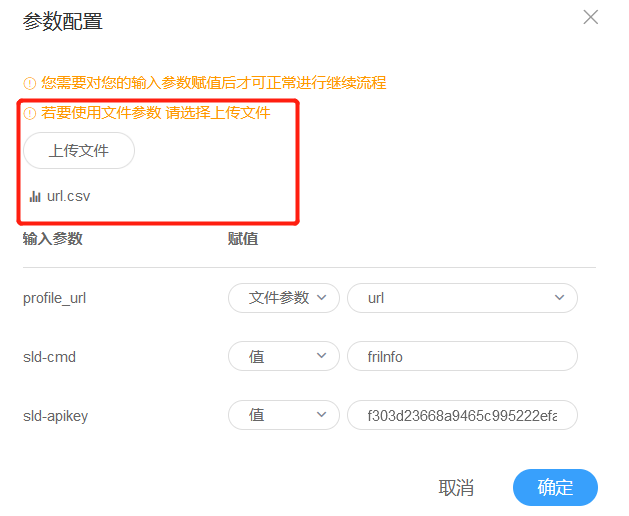 参数配置
您需要对您的输入参数赋值后才可正常进行继续流程
若要使用文件参数 请选择上传文件
上传文件
url.csv
输入参数 赋值
profile_url 文件参数 url
sld-cmd 值 friInfo
sld-apikey 值 f303d23668a9465c995222efa
取消 确定